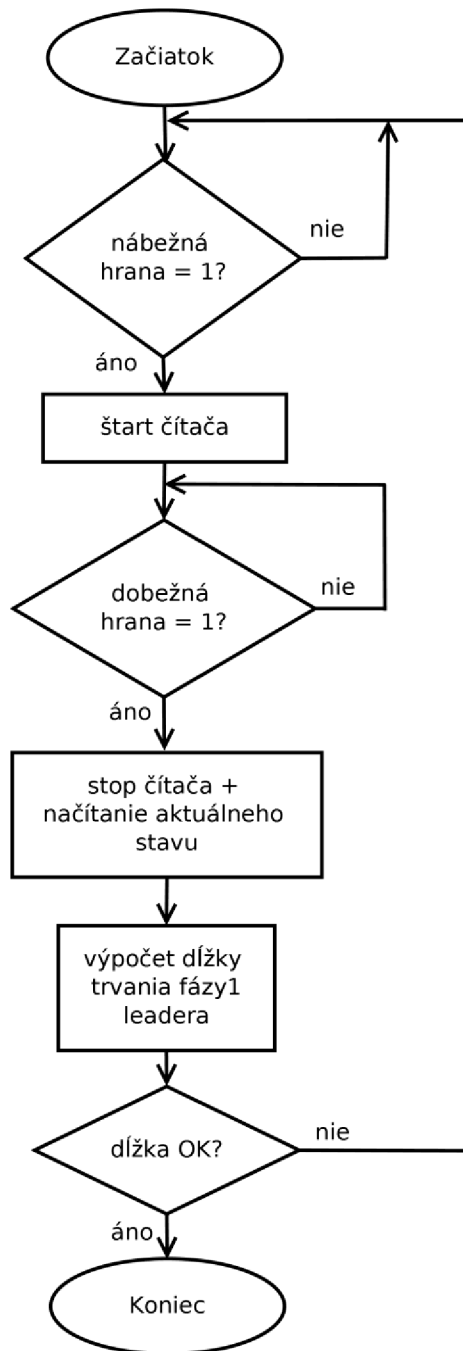 Začiatok
nábežná
hrana = 1?
nie
áno
štart čítača
dobežná
hrana = 1?
nie
áno
stop čítača +
načítanie aktuálneho
stavu
výpočet dĺžky
trvania fázy1
leadera
dĺžka OK?
nie
áno
Koniec